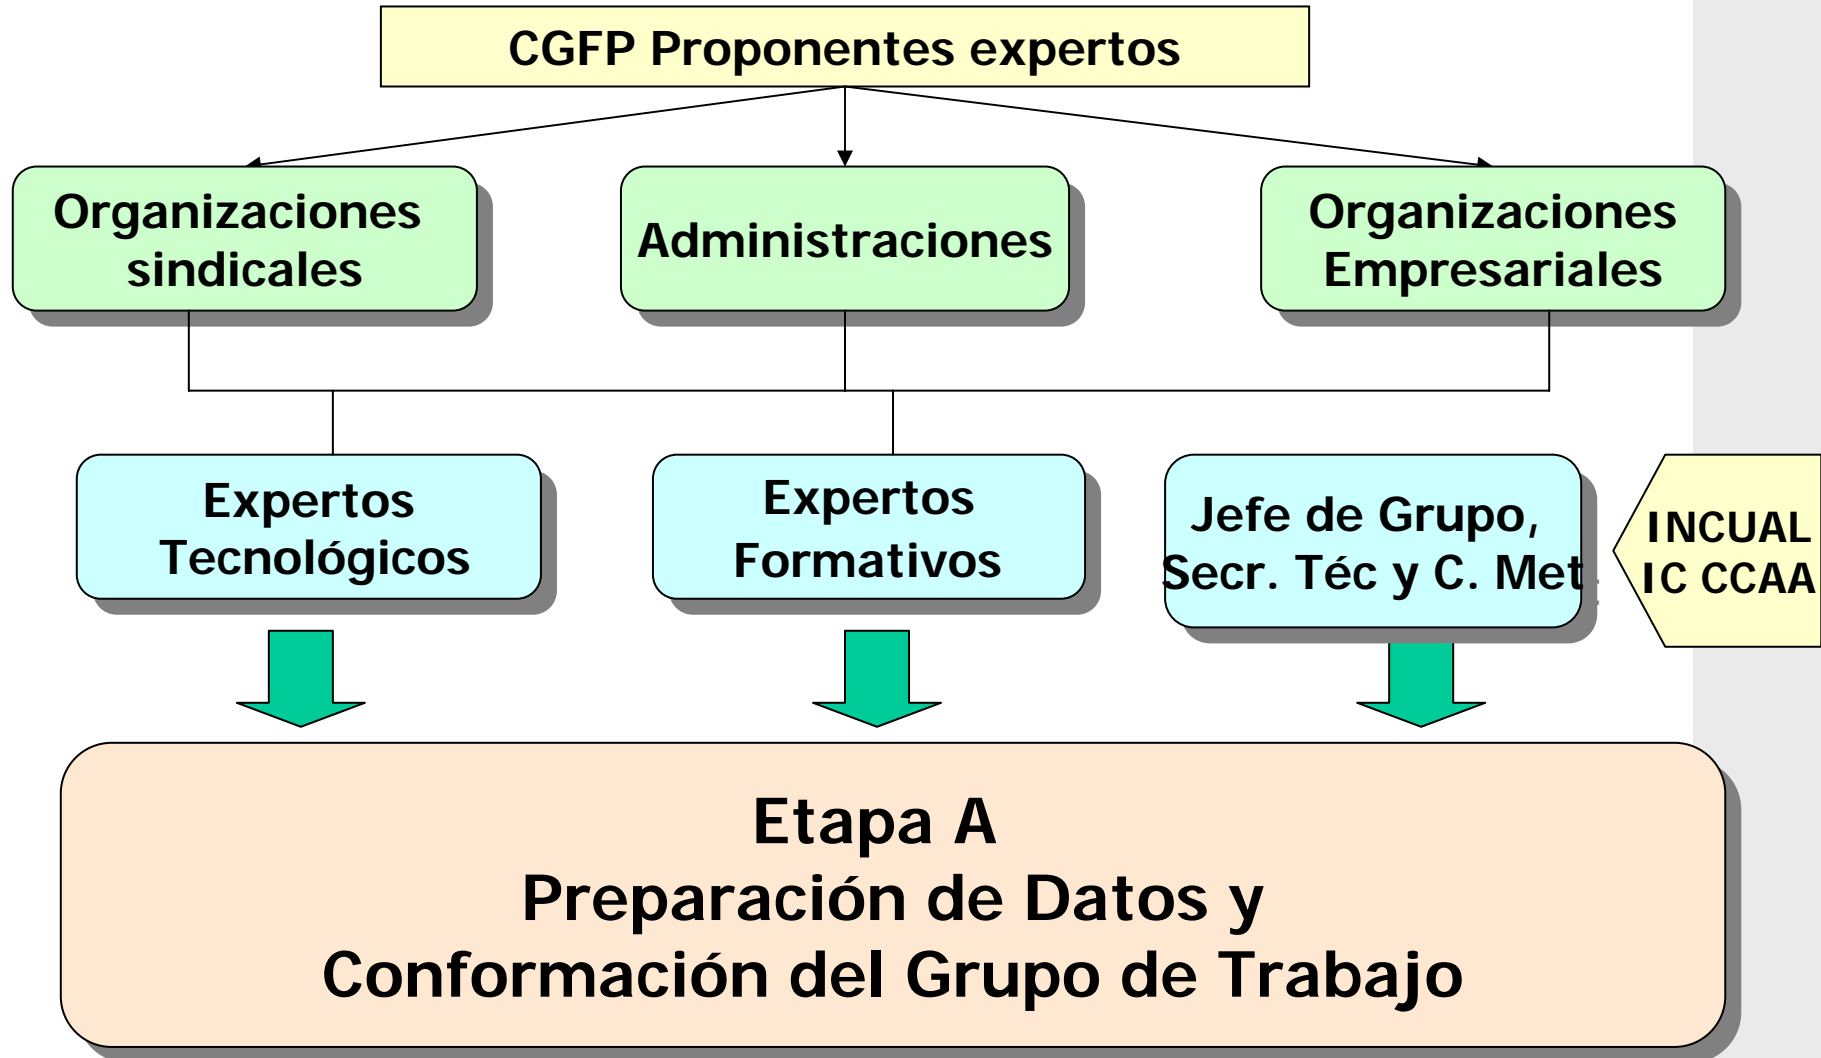 CGFP Proponentes expertos
Organizaciones
sindicales
Administraciones
Organizaciones
Empresariales
Expertos
Tecnológicos
Expertos
Formativos
Jefe de Grupo,
Secr. Téc y C. Met.
INCUAL
IC CCAA
Etapa A
Preparación de Datos y
Conformación del Grupo de Trabajo